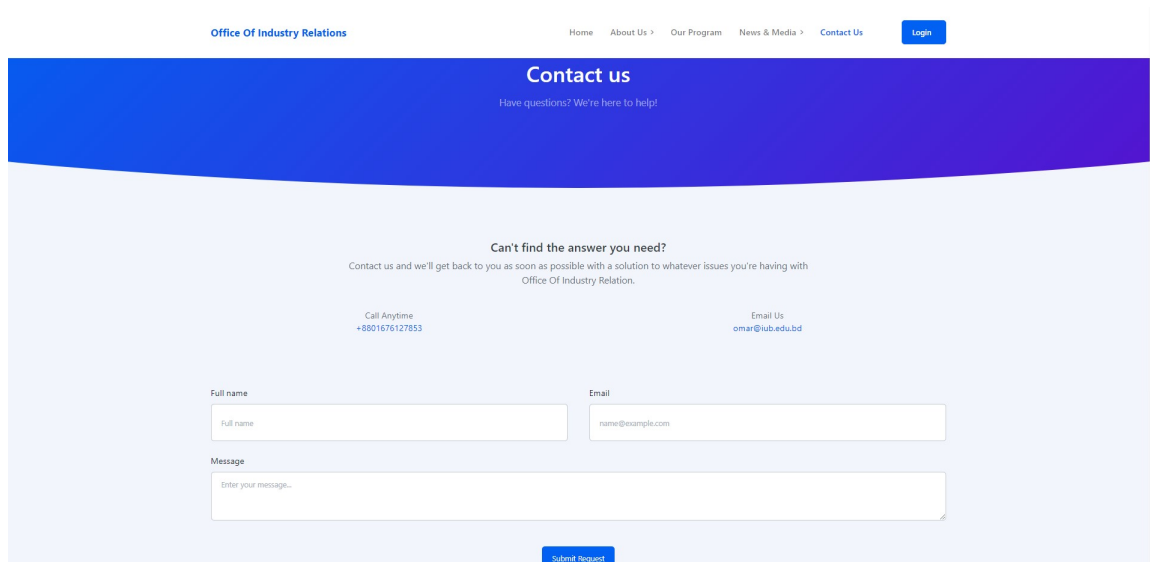 Office Of Industry Relations
Home About Us > Our Program News & Media > Contact Us Login
Contact us
Have questions? We're here to help!
Can't find the answer you need?
Contact us and we'll get back to you as soon as possible with a solution to whatever issues you're having with
Office Of Industry Relation.
Call Anytime
+8801676127853
Email Us
omar@iub.edu.bd
Full name
Full name
Email
name@example.com
Message
Enter your message...
Submit Request